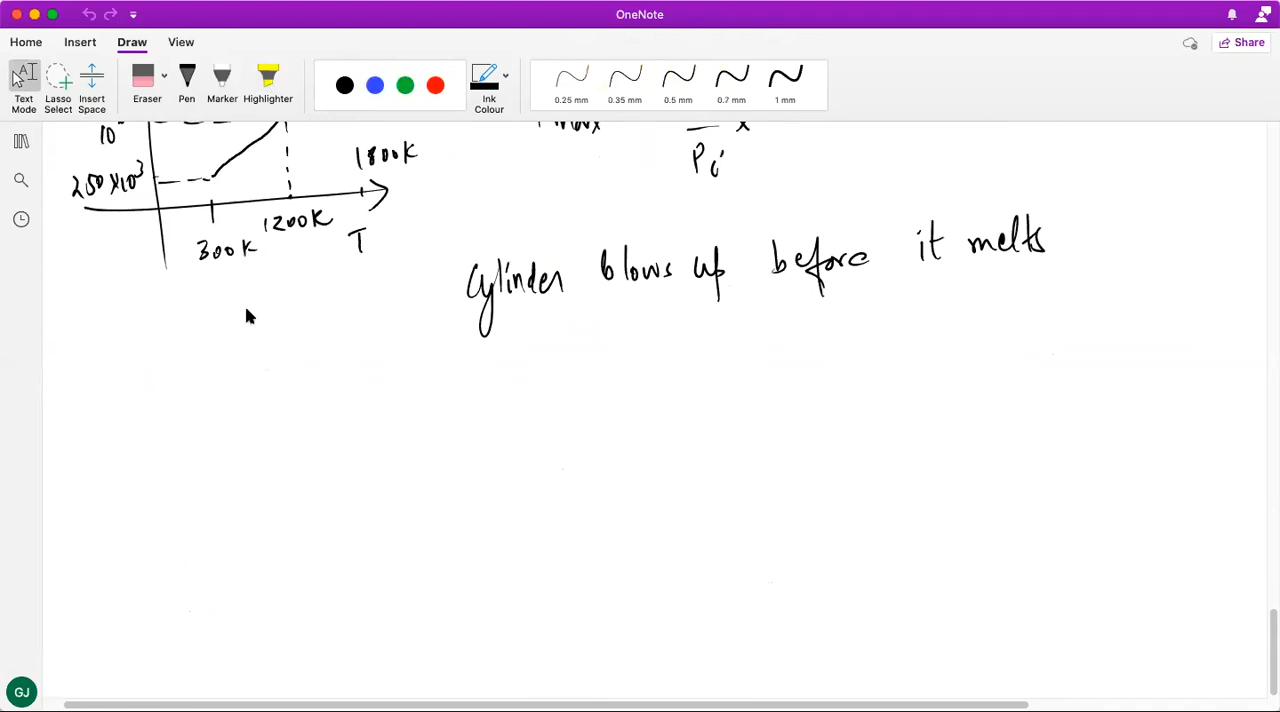 OneNote
Home Insert Draw View
Share
Text Mode
Lasso Select
Insert Space
Eraser
Pen
Marker
Highlighter
Ink Colour
0.25 mm
0.35 mm
0.5 mm
0.7 mm
1 mm
10
250×10³
300K
1200K
1800K
T
Pi
x
cylinder blows up before it melts
GJ